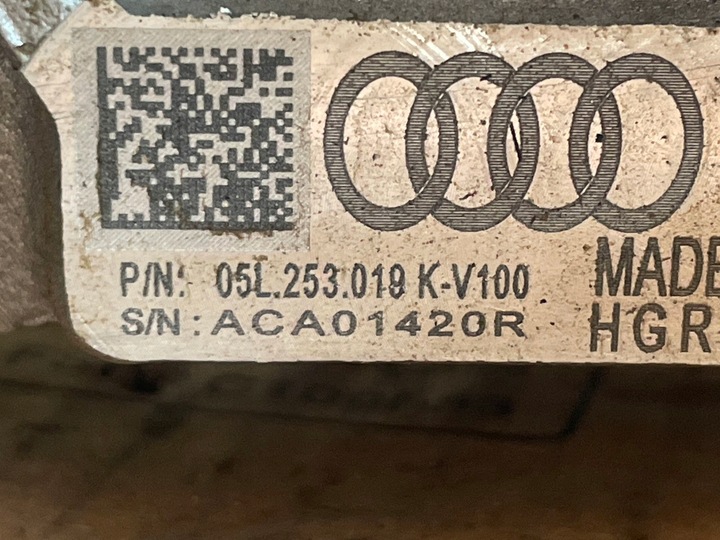 P/N: 05L.253.019 K-V100
S/N: ACA01420R
MADE
HGR